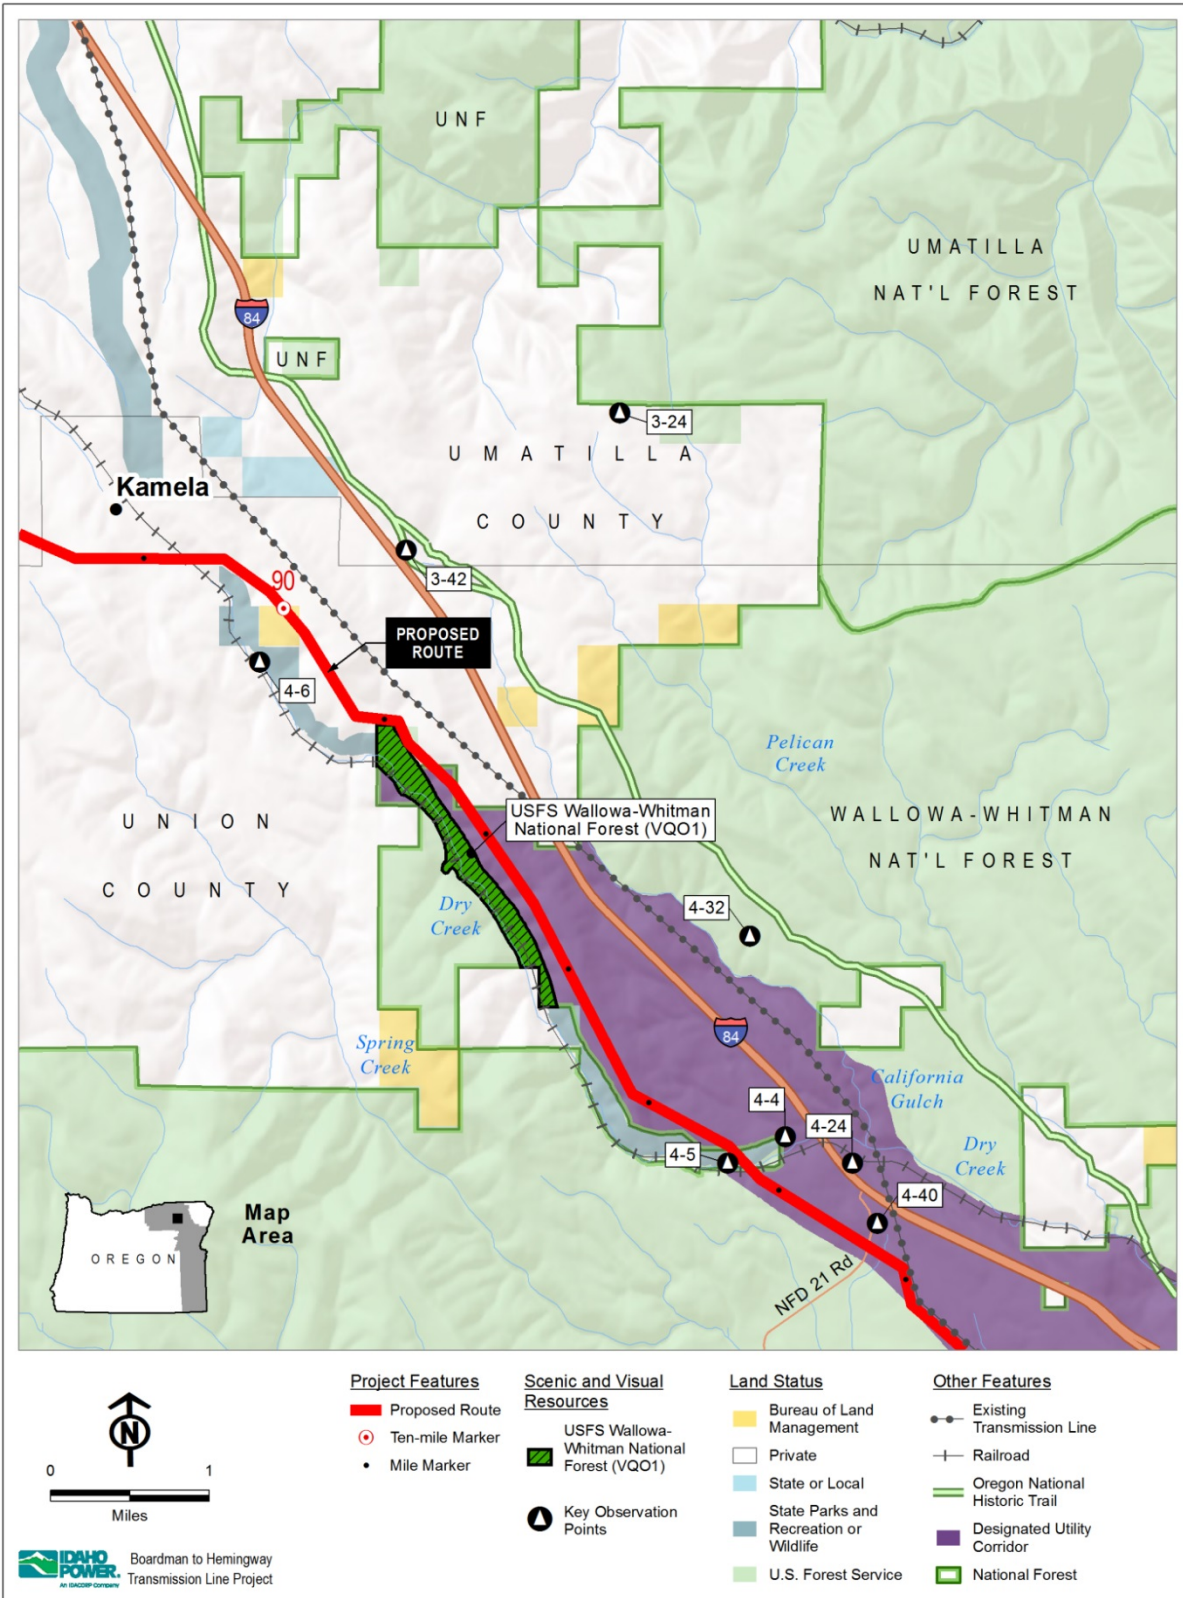 UNF
UMATILLA
NAT'L FOREST
84
UNF
3-24
UMATILLA
COUNTY
Kamela
3-42
90
PROPOSED
ROUTE
4-6
Pelican
Creek
USFS Wallowa-Whitman
National Forest (VQO1)
UNION
COUNTY
WALLOWA-WHITMAN
NAT'L FOREST
Dry
Creek
4-32
84
Spring
Creek
California
Gulch
4-4
4-24
Dry
Creek
4-5
4-40
NFD 21 Rd
Map
Area
OREGON
N
0 1
Miles
IDAHO
POWER.
An IDACORP Company
Boardman to Hemingway
Transmission Line Project
Project Features
Proposed Route
Ten-mile Marker
Mile Marker
Scenic and Visual
Resources
USFS Wallowa-
Whitman National
Forest (VQO1)
Key Observation
Points
Land Status
Bureau of Land
Management
Private
State or Local
State Parks and
Recreation or
Wildlife
U.S. Forest Service
Other Features
Existing
Transmission Line
Railroad
Oregon National
Historic Trail
Designated Utility
Corridor
National Forest